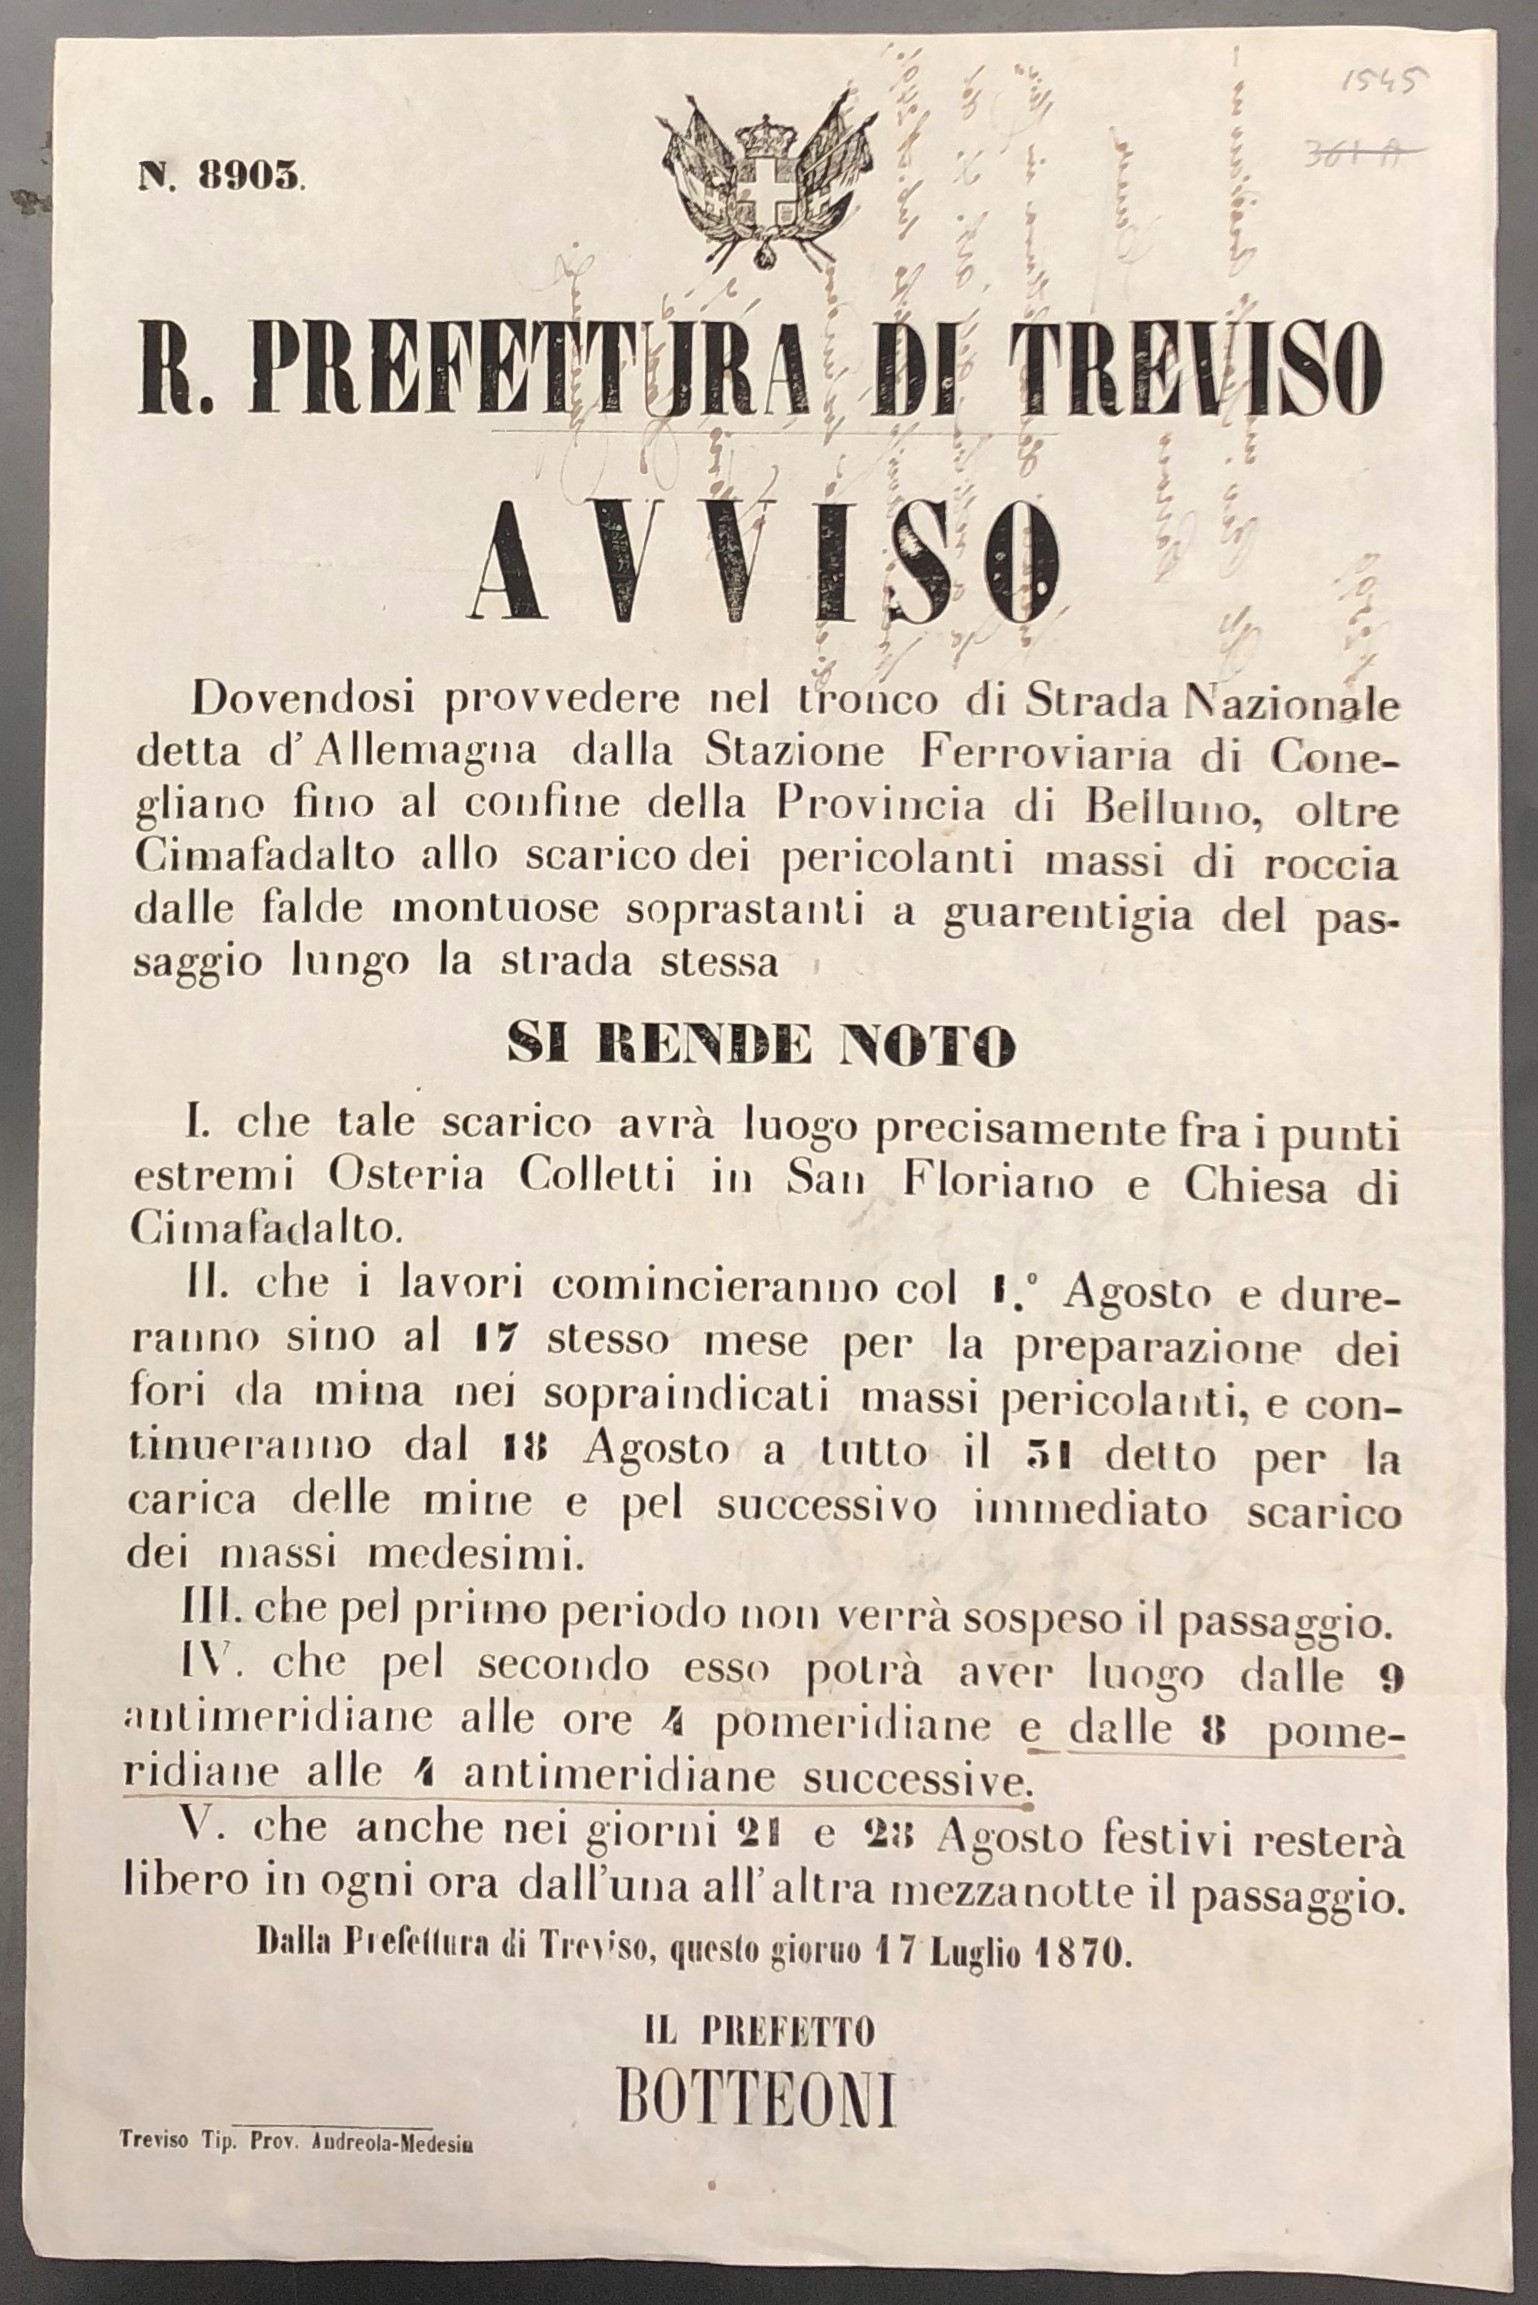 1545
361 A
N. 8903.
R. PREFETTURA DI TREVISO
AVVISO
Dovendosi provvedere nel tronco di Strada Nazionale
detta d'Allemagna dalla Stazione Ferroviaria di Cone-
gliano fino al confine della Provincia di Belluno, oltre
Cimafadalto allo scarico dei pericolanti massi di roccia
dalle falde montuose soprastanti a guarentigia del pas-
saggio lungo la strada stessa
SI RENDE NOTO
I. che tale scarico avrà luogo precisamente fra i punti
estremi Osteria Colletti in San Floriano e Chiesa di
Cimafadalto.
II. che i lavori comincieranno col 1.° Agosto e dure-
ranno sino al 17 stesso mese per la preparazione dei
fori da mina nei sopraindicati massi pericolanti, e con-
tinueranno dal 18 Agosto a tutto il 31 detto per la
carica delle mine e pel successivo immediato scarico
dei massi medesimi.
III. che pel primo periodo non verrà sospeso il passaggio.
IV. che pel secondo esso potrà aver luogo dalle 9
antimeridiane alle ore 4 pomeridiane e dalle 8 pome-
ridiane alle 4 antimeridiane successive.
V. che anche nei giorni 21 e 28 Agosto festivi resterà
libero in ogni ora dall'una all'altra mezzanotte il passaggio.
Dalla Prefettura di Treviso, questo giorno 17 Luglio 1870.
IL PREFETTO
BOTTEONI
Treviso Tip. Prov. Andreola-Medesin